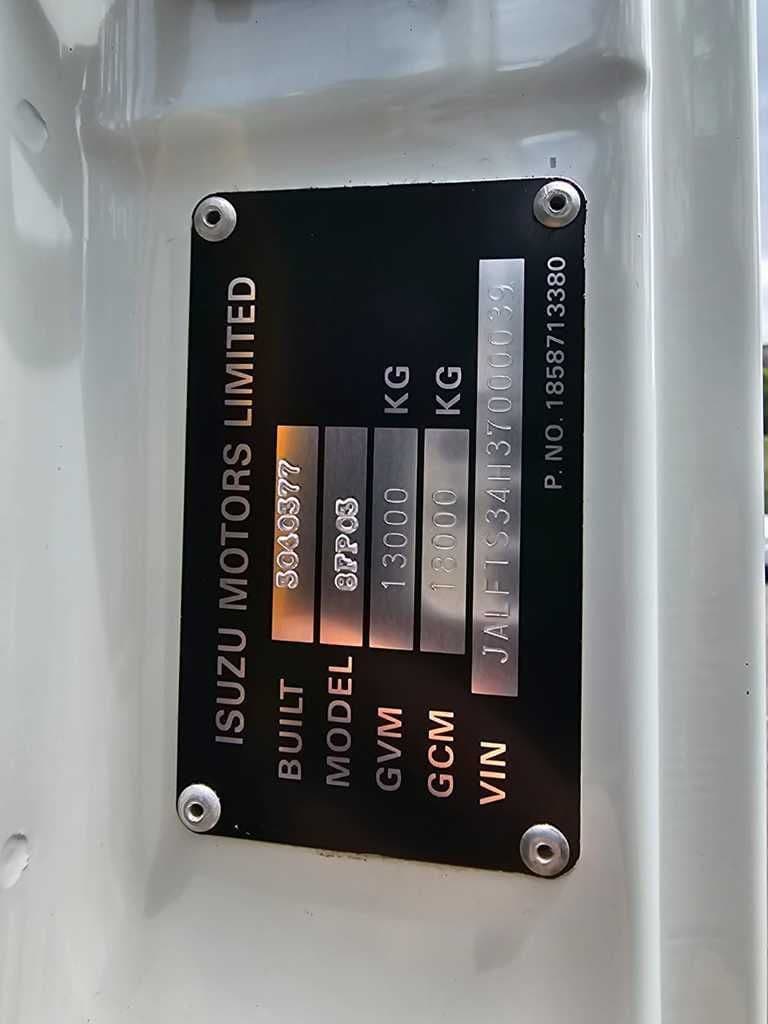 ISUZU MOTORS LIMITED
BUILT 3040377
MODEL 8FP03
GVM 13000 KG
GCM 18000 KG
VIN JALFTS34H37000039
P. NO. 1858713380